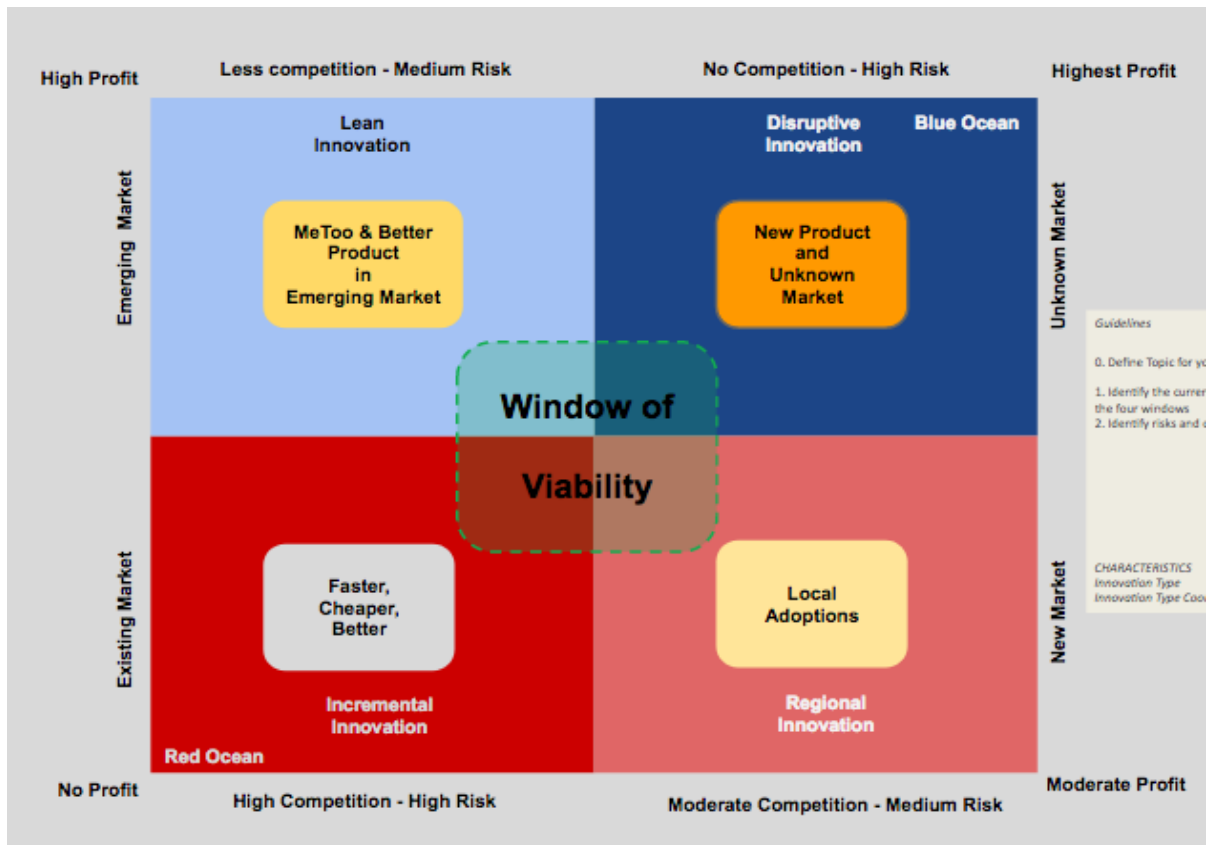 Less competition - Medium Risk
No Competition - High Risk
High Profit
Highest Profit
Lean
Innovation
Disruptive
Innovation
Blue Ocean
Emerging Market
MeToo & Better
Product
in
Emerging Market
New Product
and
Unknown
Market
Unknown Market
Guidelines
0. Define Topic for
1. Identify the
the four windows
2. Identify risks and
Window of
Viability
Existing Market
Faster,
Cheaper,
Better
Local
Adoptions
New Market
CHARACTERISTICS
Innovation Type
Innovation Type
Incremental
Innovation
Regional
Innovation
Red Ocean
No Profit
Moderate Profit
High Competition - High Risk
Moderate Competition - Medium Risk